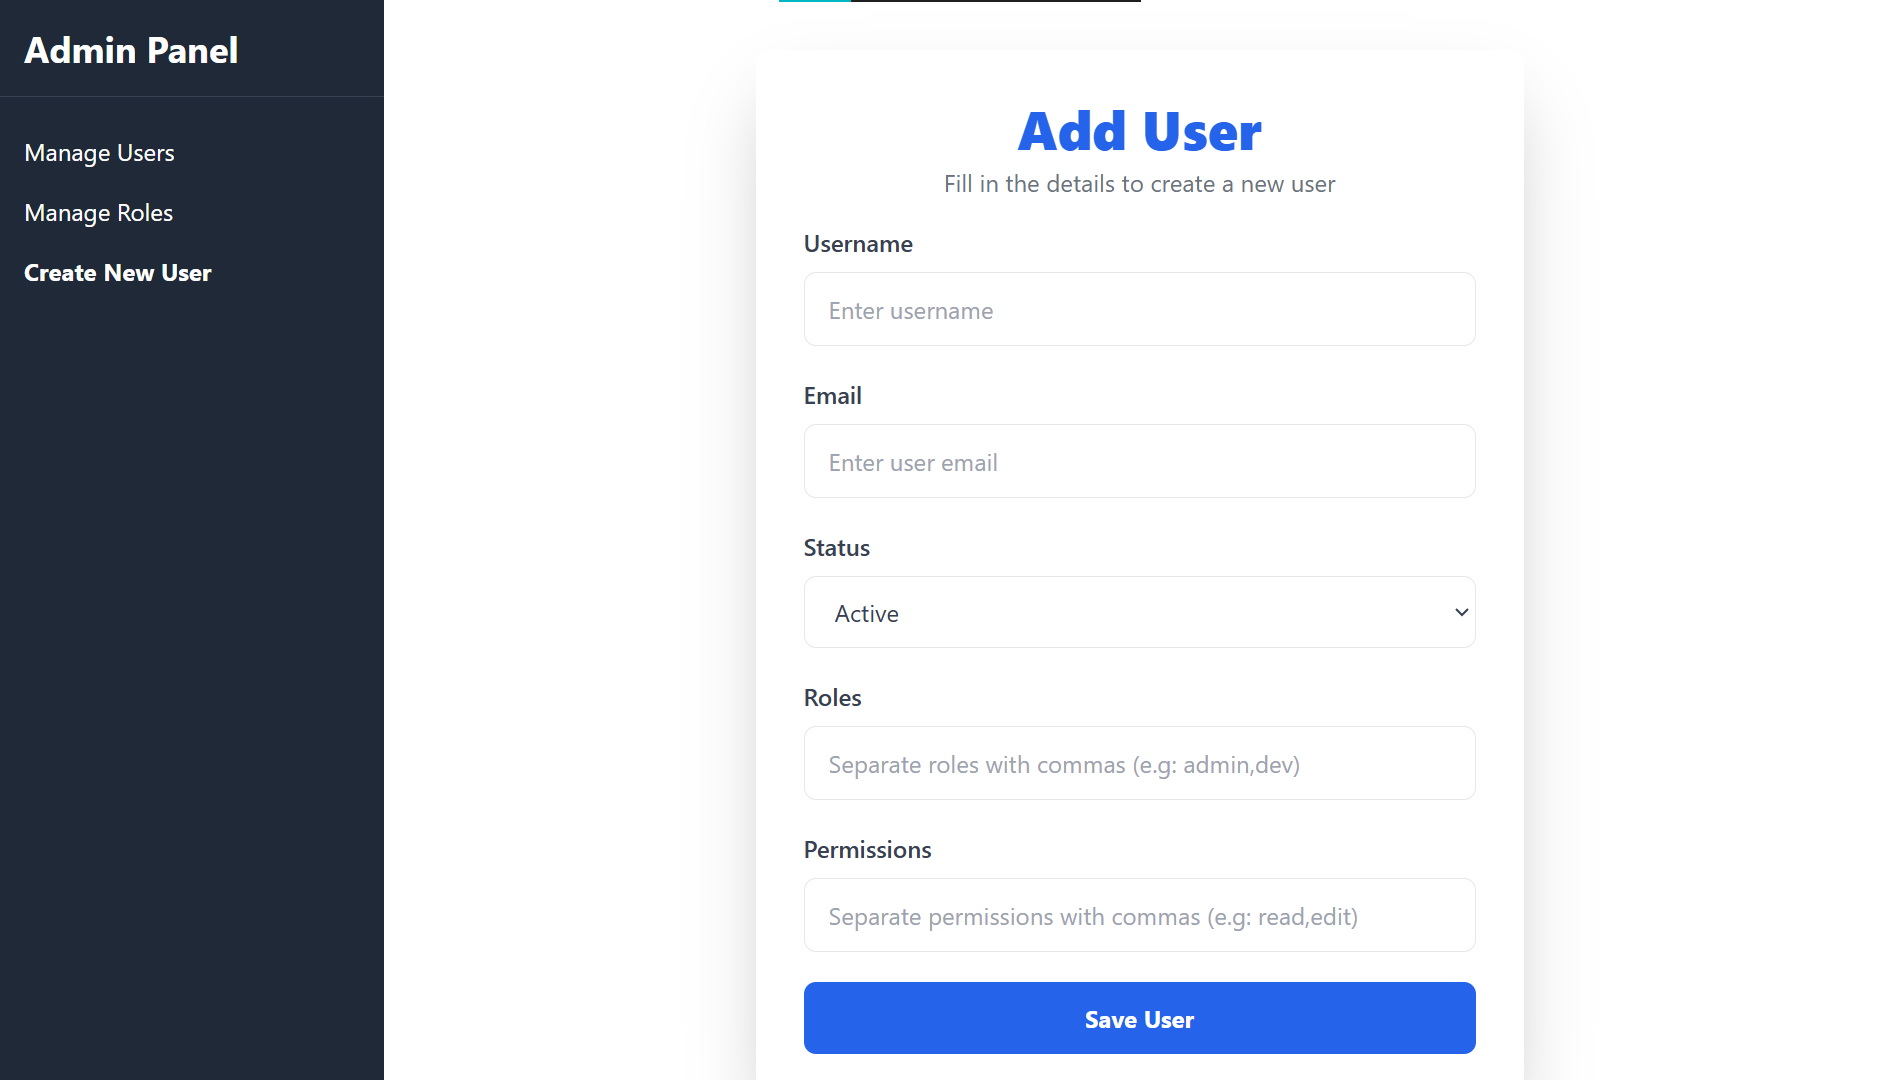 Admin Panel
Manage Users
Manage Roles
Create New User
Add User
Fill in the details to create a new user
Username
Enter username
Email
Enter user email
Status
Active
Roles
Separate roles with commas (e.g: admin,dev)
Permissions
Separate permissions with commas (e.g: read,edit)
Save User